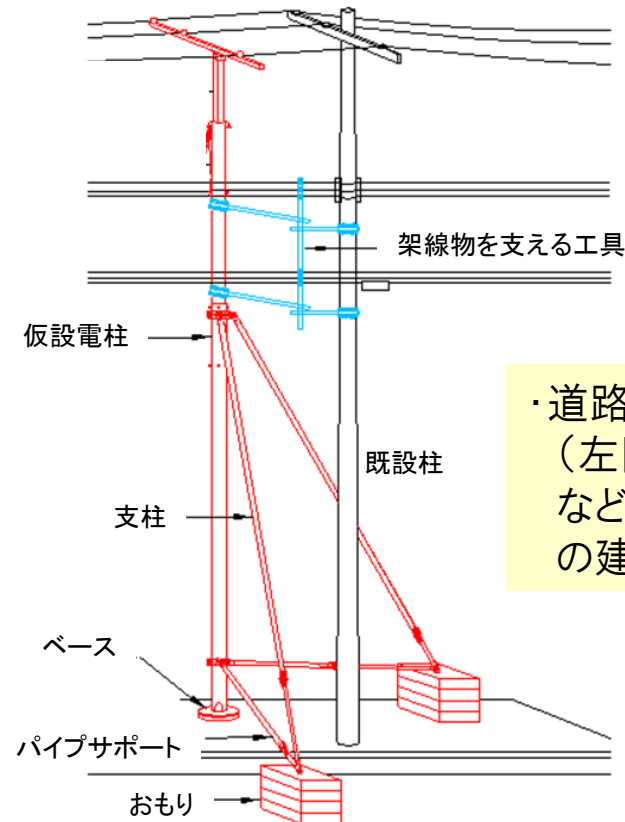 架線物を支える工具
仮設電柱
・道路
（左
など
の建
既設柱
支柱
ベース
パイプサポート
おもり